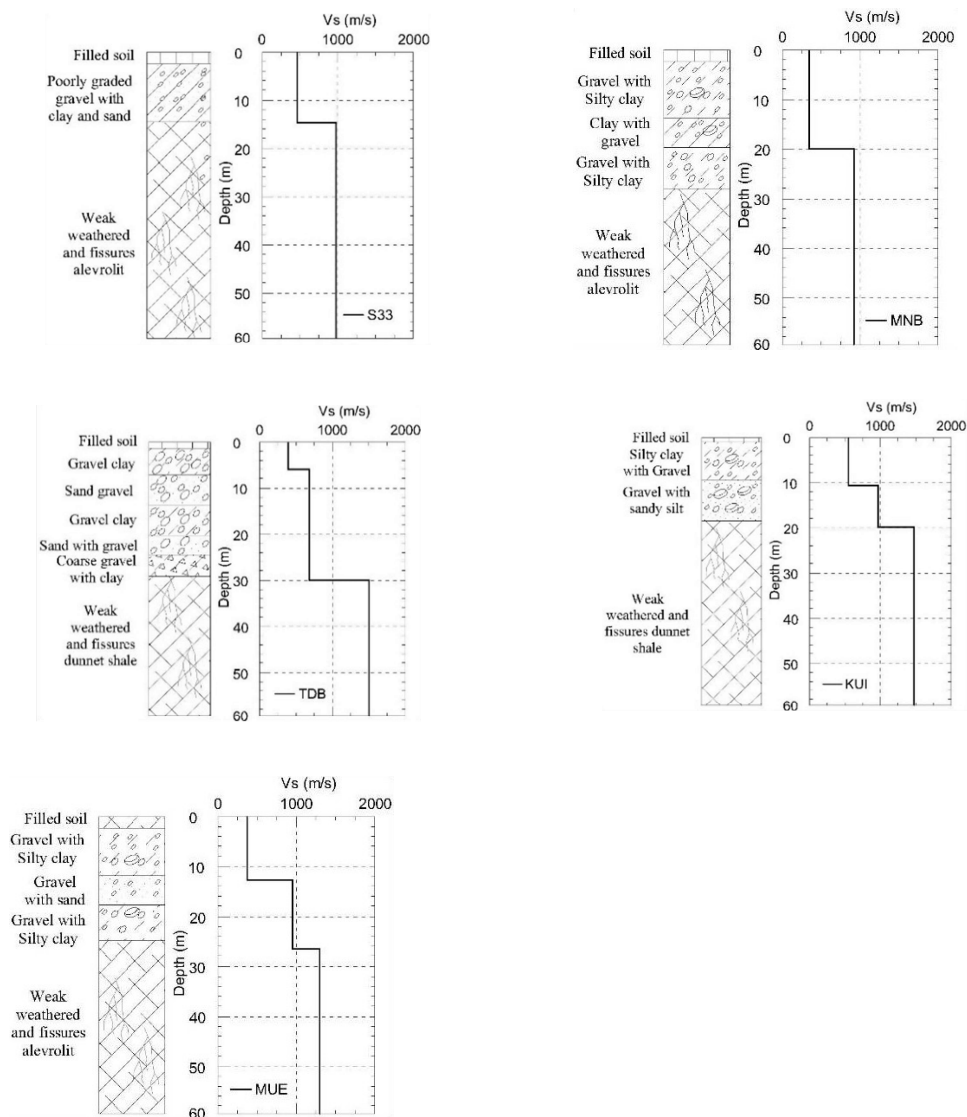 Vs (m/s)
0 1000 2000
Filled soil
Poorly graded
gravel with
clay and sand
Weak
weathered
and fissures
alevrolit
Depth (m)
0
10
20
30
40
50
60
S33
Vs (m/s)
0 1000 2000
Filled soil
Gravel with
Silty clay
Clay with
gravel
Gravel with
Silty clay
Weak
weathered
and fissures
alevrolit
Depth (m)
0
10
20
30
40
50
60
MNB
Vs (m/s)
0 1000 2000
Filled soil
Gravel clay
Sand gravel
Gravel clay
Sand with gravel
Coarse gravel
with clay
Weak
weathered
and fissures
dunnet shale
Depth (m)
0
10
20
30
40
50
60
TDB
Vs (m/s)
0 1000 2000
Filled soil
Silty clay
with Gravel
Gravel with
sandy silt
Weak
weathered and
fissures dunnet
shale
Depth (m)
0
10
20
30
40
50
60
KUI
Vs (m/s)
0 1000 2000
Filled soil
Gravel with
Silty clay
Gravel
with sand
Gravel with
Silty clay
Weak
weathered
and fissures
alevrolit
Depth (m)
0
10
20
30
40
50
60
MUE